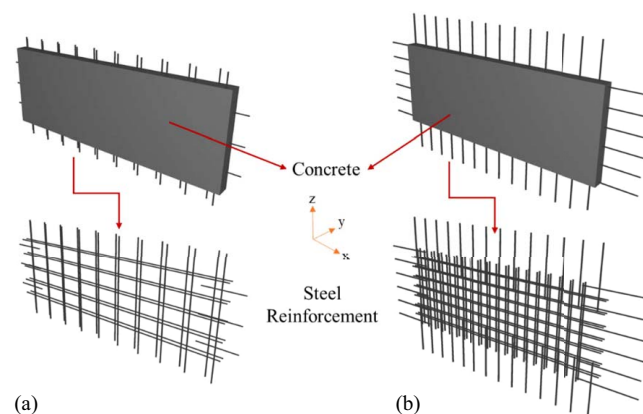 Concrete
z
y
x
Steel
Reinforcement
(a)
(b)